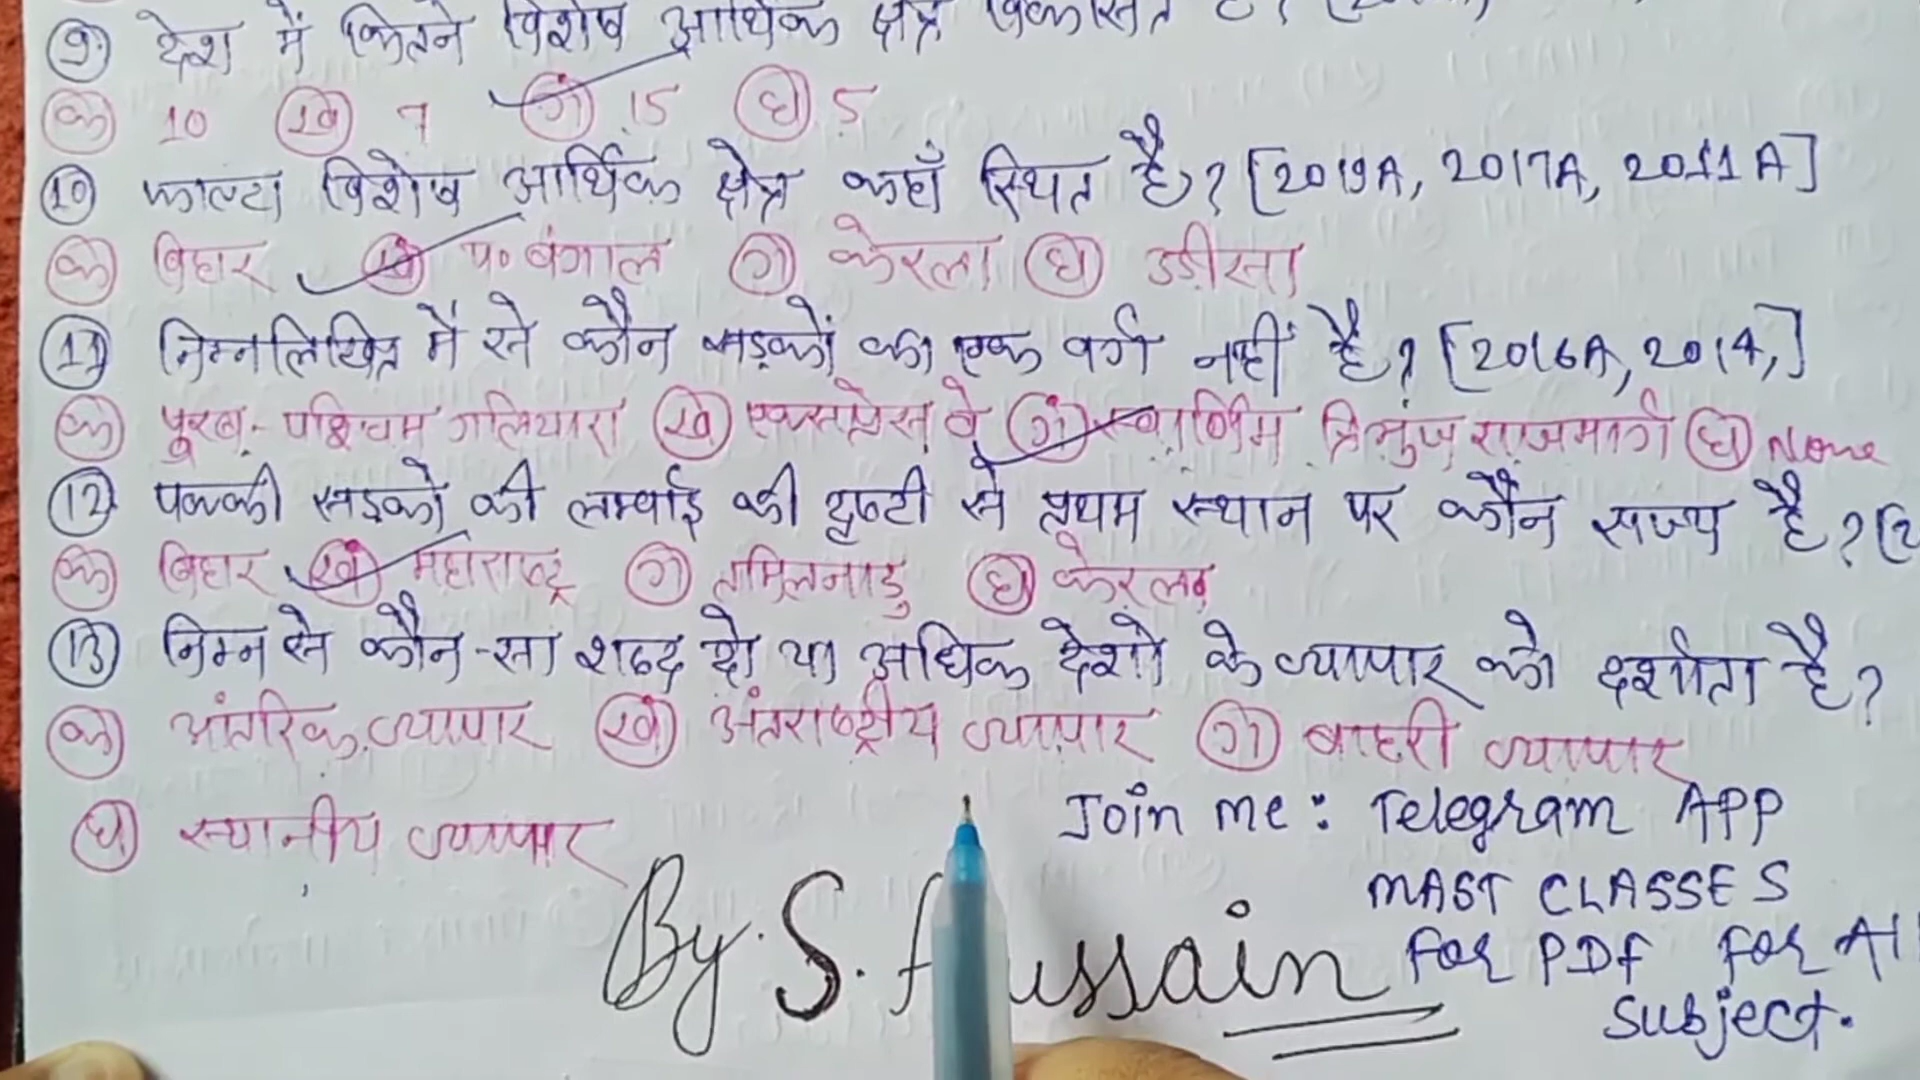 9. देश में कितने विशेष आर्थिक क्षेत्र विकसित है?
क 10 ख 7 ग 15 घ 5
10 फाल्टा विशेष आर्थिक क्षेत्र कहाँ स्थित है? [2019A, 2017A, 2011A]
क बिहार ख प० बंगाल ग केरला घ उड़ीसा
11 निम्नलिखित में से कौन सड़कों का एक वर्ग नहीं है? [2016A, 2014,]
क पूरब-पश्चिम गलियारा ख एक्सप्रेस वे ग स्वर्णिम त्रिभुज राजमार्ग घ None
12 पक्की सड़को की लम्बाई की दृष्टी से प्रथम स्थान पर कौन राज्य है? [2
क बिहार ख महाराष्ट्र ग तमिलनाडु घ केरल
13 निम्न से कौन-सा शब्द दो या अधिक देशो के व्यापार को दर्शाता है?
क आंतरिक व्यापार ख अंतराष्ट्रीय व्यापार ग बाहरी व्यापार
घ स्थानीय व्यापार
Join me: Telegram APP
MAST CLASSES
For PDF For All
Subject.
By. S. Hussain